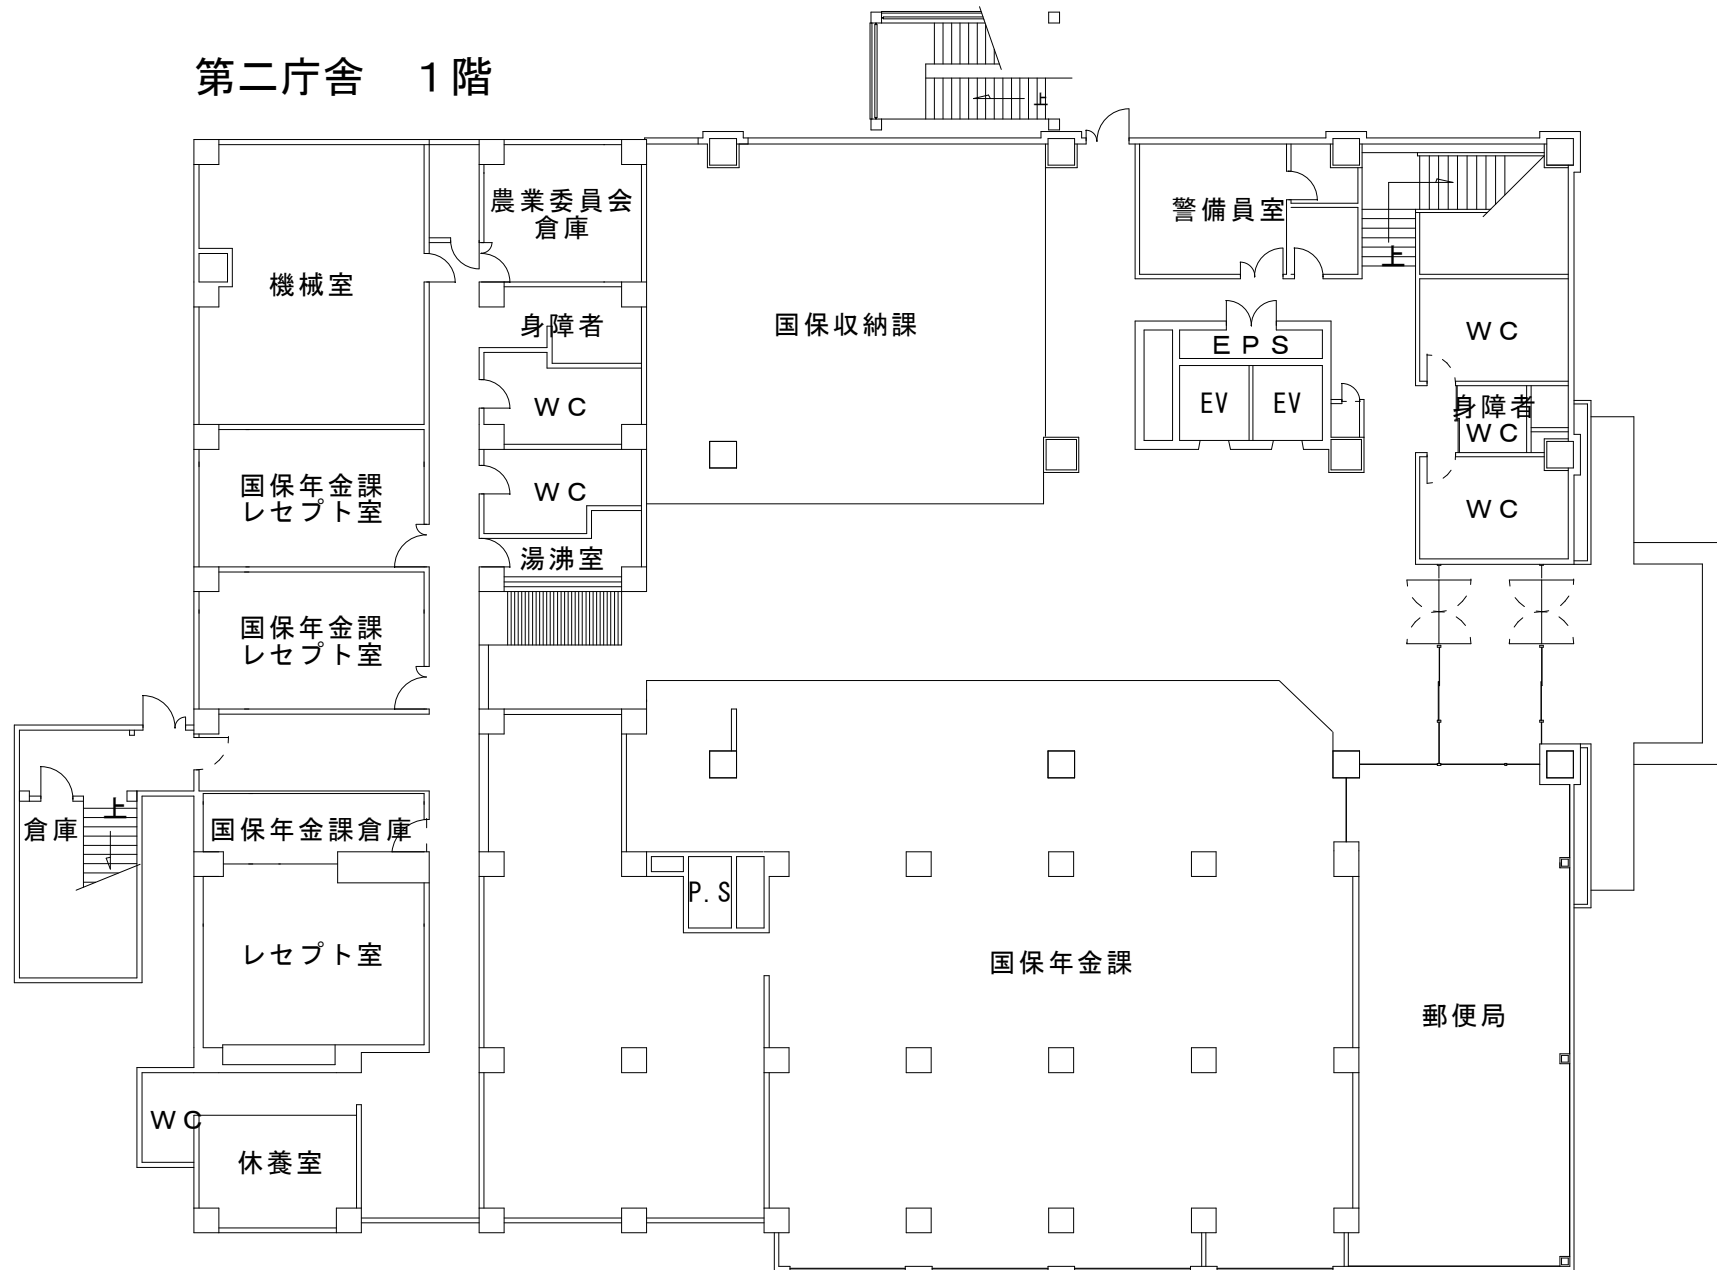 第二庁舎　１階
上
農業委員会
倉庫
警備員室
上
機械室
身障者
国保収納課
ＥＰＳ
ＷＣ
EV
EV
ＷＣ
身障者
ＷＣ
国保年金課
レセプト室
ＷＣ
ＷＣ
湯沸室
国保年金課
レセプト室
倉庫
上
国保年金課倉庫
P.S
レセプト室
国保年金課
郵便局
ＷＣ
休養室